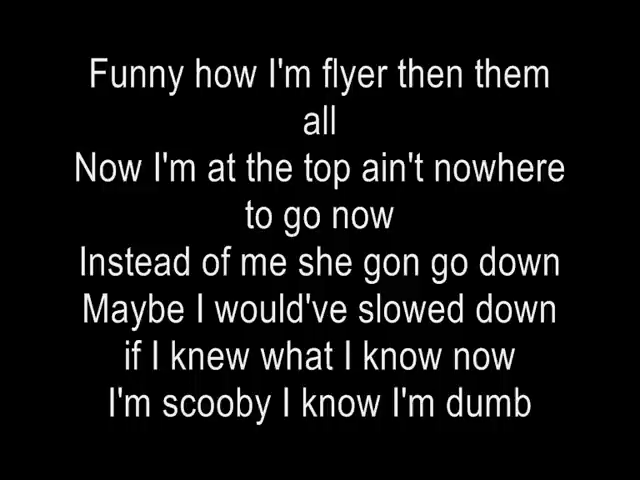 Funny how I'm flyer then them
all
Now I'm at the top ain't nowhere
to go now
Instead of me she gon go down
Maybe I would've slowed down
if I knew what I know now
I'm scooby I know I'm dumb